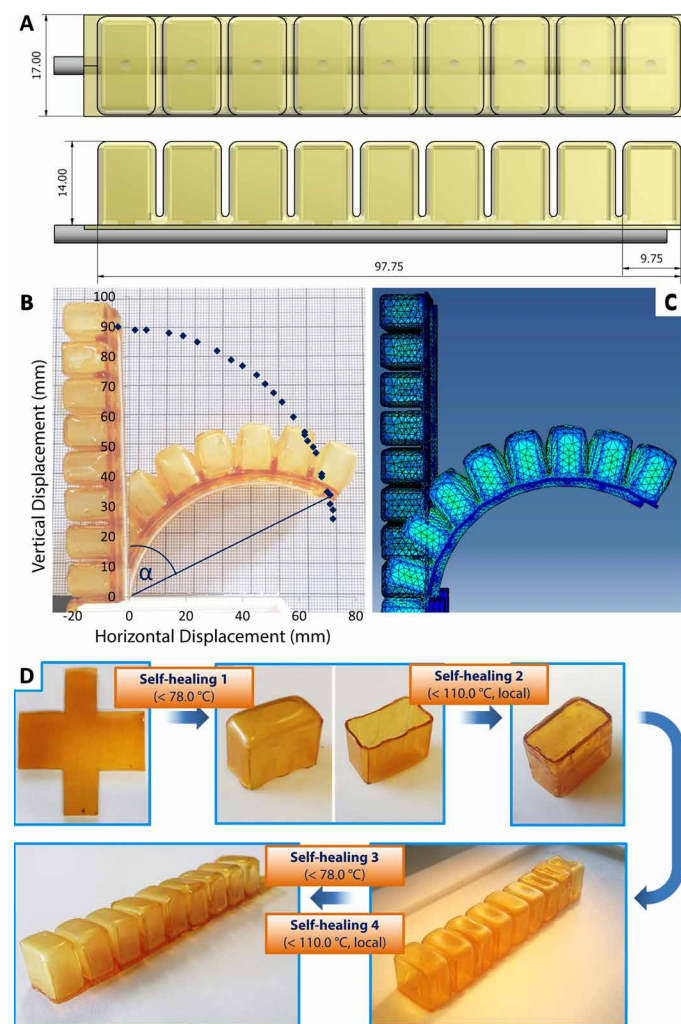 A
17.00
14.00
97.75
9.75
B
C
Vertical Displacement (mm)
100
90
80
70
60
50
40
30
20
10
0
α
-20
0
20
40
60
80
Horizontal Displacement (mm)
D
Self-healing 1
(< 78.0 °C)
Self-healing 2
(< 110.0 °C, local)
Self-healing 3
(< 78.0 °C)
Self-healing 4
(< 110.0 °C, local)